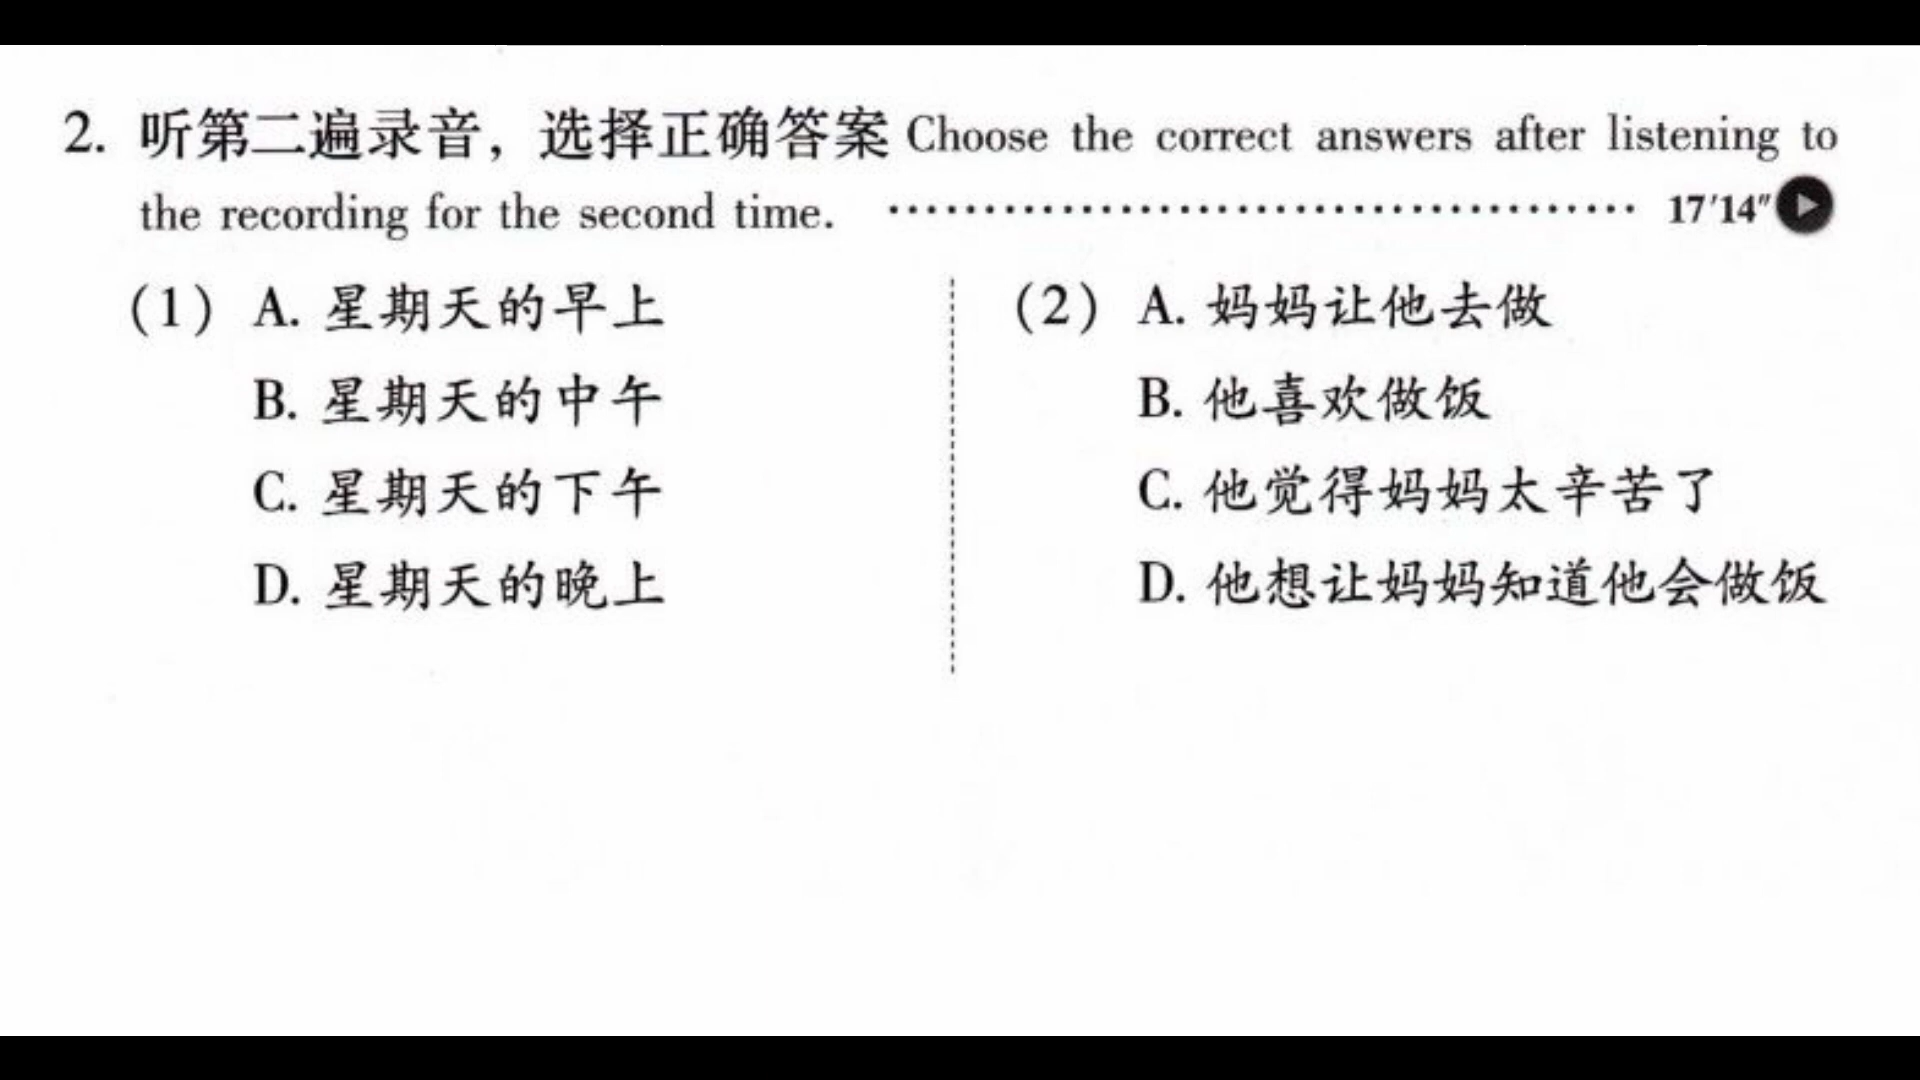 2. 听第二遍录音，选择正确答案 Choose the correct answers after listening to
the recording for the second time. ………………………………… 17′14″
(1) A. 星期天的早上
B. 星期天的中午
C. 星期天的下午
D. 星期天的晚上
(2) A. 妈妈让他去做
B. 他喜欢做饭
C. 他觉得妈妈太辛苦了
D. 他想让妈妈知道他会做饭